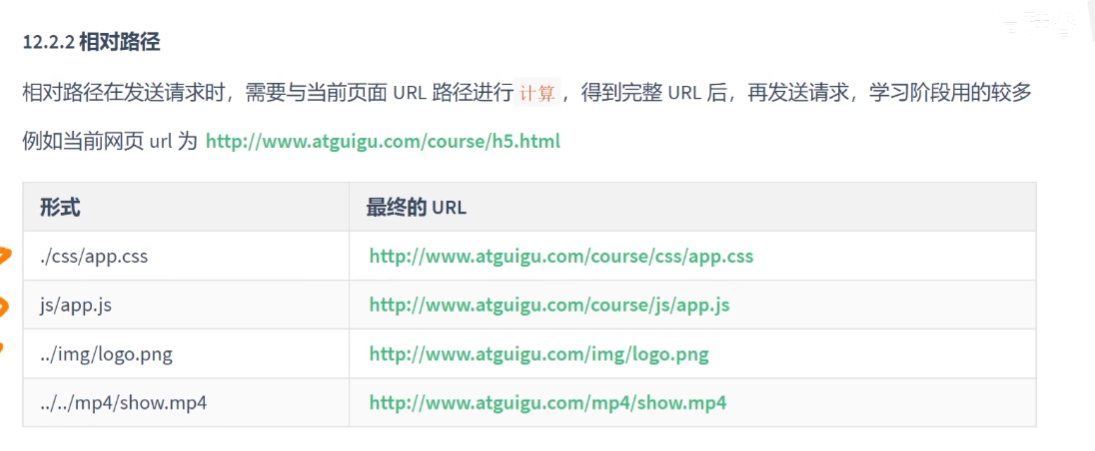 12.2.2 相对路径
相对路径在发送请求时，需要与当前页面 URL 路径进行 计算 ，得到完整 URL 后，再发送请求，学习阶段用的较多
例如当前网页 url 为 http://www.atguigu.com/course/h5.html
形式 最终的 URL
./css/app.css http://www.atguigu.com/course/css/app.css
js/app.js http://www.atguigu.com/course/js/app.js
../img/logo.png http://www.atguigu.com/img/logo.png
../../mp4/show.mp4 http://www.atguigu.com/mp4/show.mp4